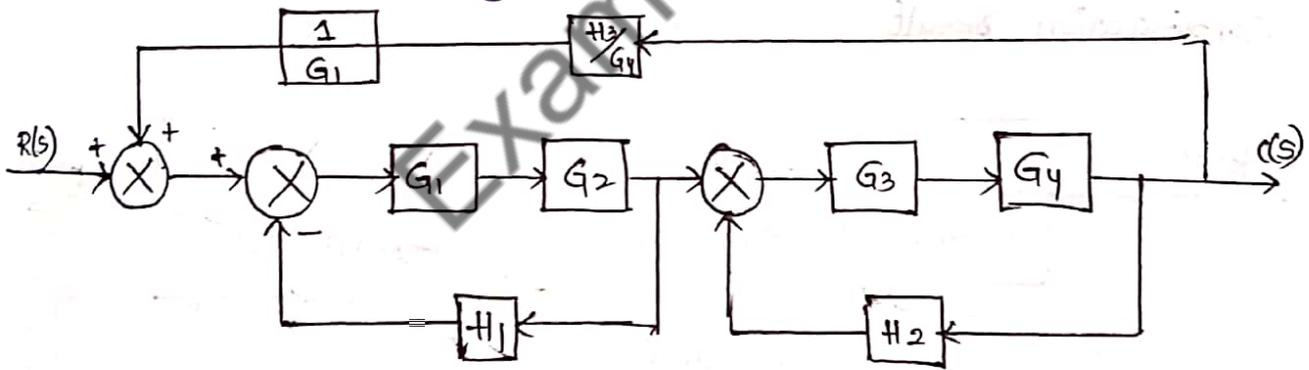 1
G1
H3/G4
R(s)
+
+
+
G1
G2
G3
G4
C(S)
−
H1
H2
Exam